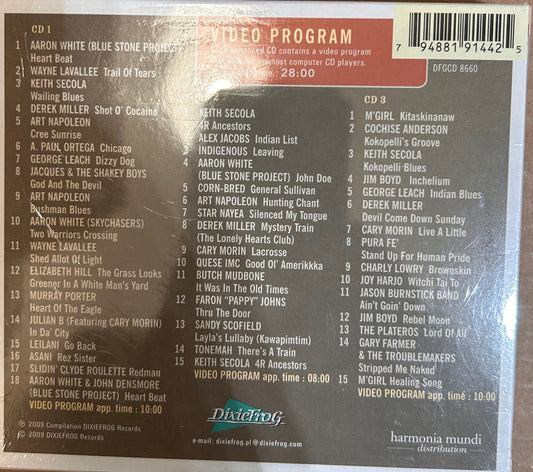 CD 1
1 AARON WHITE (BLUE STONE PROJECT)
Heart Beat
2 WAYNE LAVALLEE Trail Of Tears
3 KEITH SECOLA
Wailing Blues
4 DEREK MILLER Shot O' Cocaine
5 ART NAPOLEON
Cree Sunrise
6 A. PAUL ORTEGA Chicago
7 GEORGE LEACH Dizzy Dog
8 JACQUES & THE SHAKEY BOYS
God And The Devil
9 ART NAPOLEON
Bushman Blues
10 AARON WHITE (SKYCHASERS)
Two Warriors Crossing
11 WAYNE LAVALLEE
Shed Allot Of Light
12 ELIZABETH HILL The Grass Looks
Greener In A White Man's Yard
13 MURRAY PORTER
Heart Of The Eagle
14 JULIAN B (Featuring CARY MORIN)
In Da' City
15 LEILANI Go Back
16 ASANI Rez Sister
17 SLIDIN' CLYDE ROULETTE Redman
18 AARON WHITE & JOHN DENSMORE
(BLUE STONE PROJECT) Heart Beat
VIDEO PROGRAM app. time : 10:00
℗ 2009 Compilation DIXIEFROG Records
© 2009 DIXIEFROG Records
VIDEO PROGRAM
enhanced CD contains a video program
most computer CD players.
time : 28:00
7 94881 91442 5
DFGCD 8660
1 KEITH SECOLA
4R Ancestors
2 ALEX JACOBS Indian List
3 INDIGENOUS Leaving
4 AARON WHITE
(BLUE STONE PROJECT) John Doe
5 CORN-BRED General Sullivan
6 ART NAPOLEON Hunting Chant
7 STAR NAYEA Silenced My Tongue
8 DEREK MILLER Mystery Train
(The Lonely Hearts Club)
9 CARY MORIN Lacrosse
10 QUESE IMC Good Ol' Amerikkka
11 BUTCH MUDBONE
It Was In The Old Times
12 FARON "PAPPY" JOHNS
Thru The Door
13 SANDY SCOFIELD
Layla's Lullaby (Kawapimtim)
14 TONEMAH There's A Train
15 KEITH SECOLA 4R Ancestors
VIDEO PROGRAM app. time : 08:00
DixieFrog
e-mail : dixiefrog.pl@dixiefrog.com
CD 3
1 M'GIRL Kitaskinanaw
2 COCHISE ANDERSON
Kokopelli's Groove
3 KEITH SECOLA
Kokopelli Blues
4 JIM BOYD Inchelium
5 GEORGE LEACH Indian Blues
6 DEREK MILLER
Devil Come Down Sunday
7 CARY MORIN Live A Little
8 PURA FE'
Stand Up For Human Pride
9 CHARLY LOWRY Brownskin
10 JOY HARJO Witchi Tai To
11 JASON BURNSTICK BAND
Ain't Goin' Down
12 JIM BOYD Rebel Moon
13 THE PLATEROS Lord Of All
14 GARY FARMER
& THE TROUBLEMAKERS
Stripped Me Naked
15 M'GIRL Healing Song
VIDEO PROGRAM app. time : 10:00
harmonia mundi
distribution